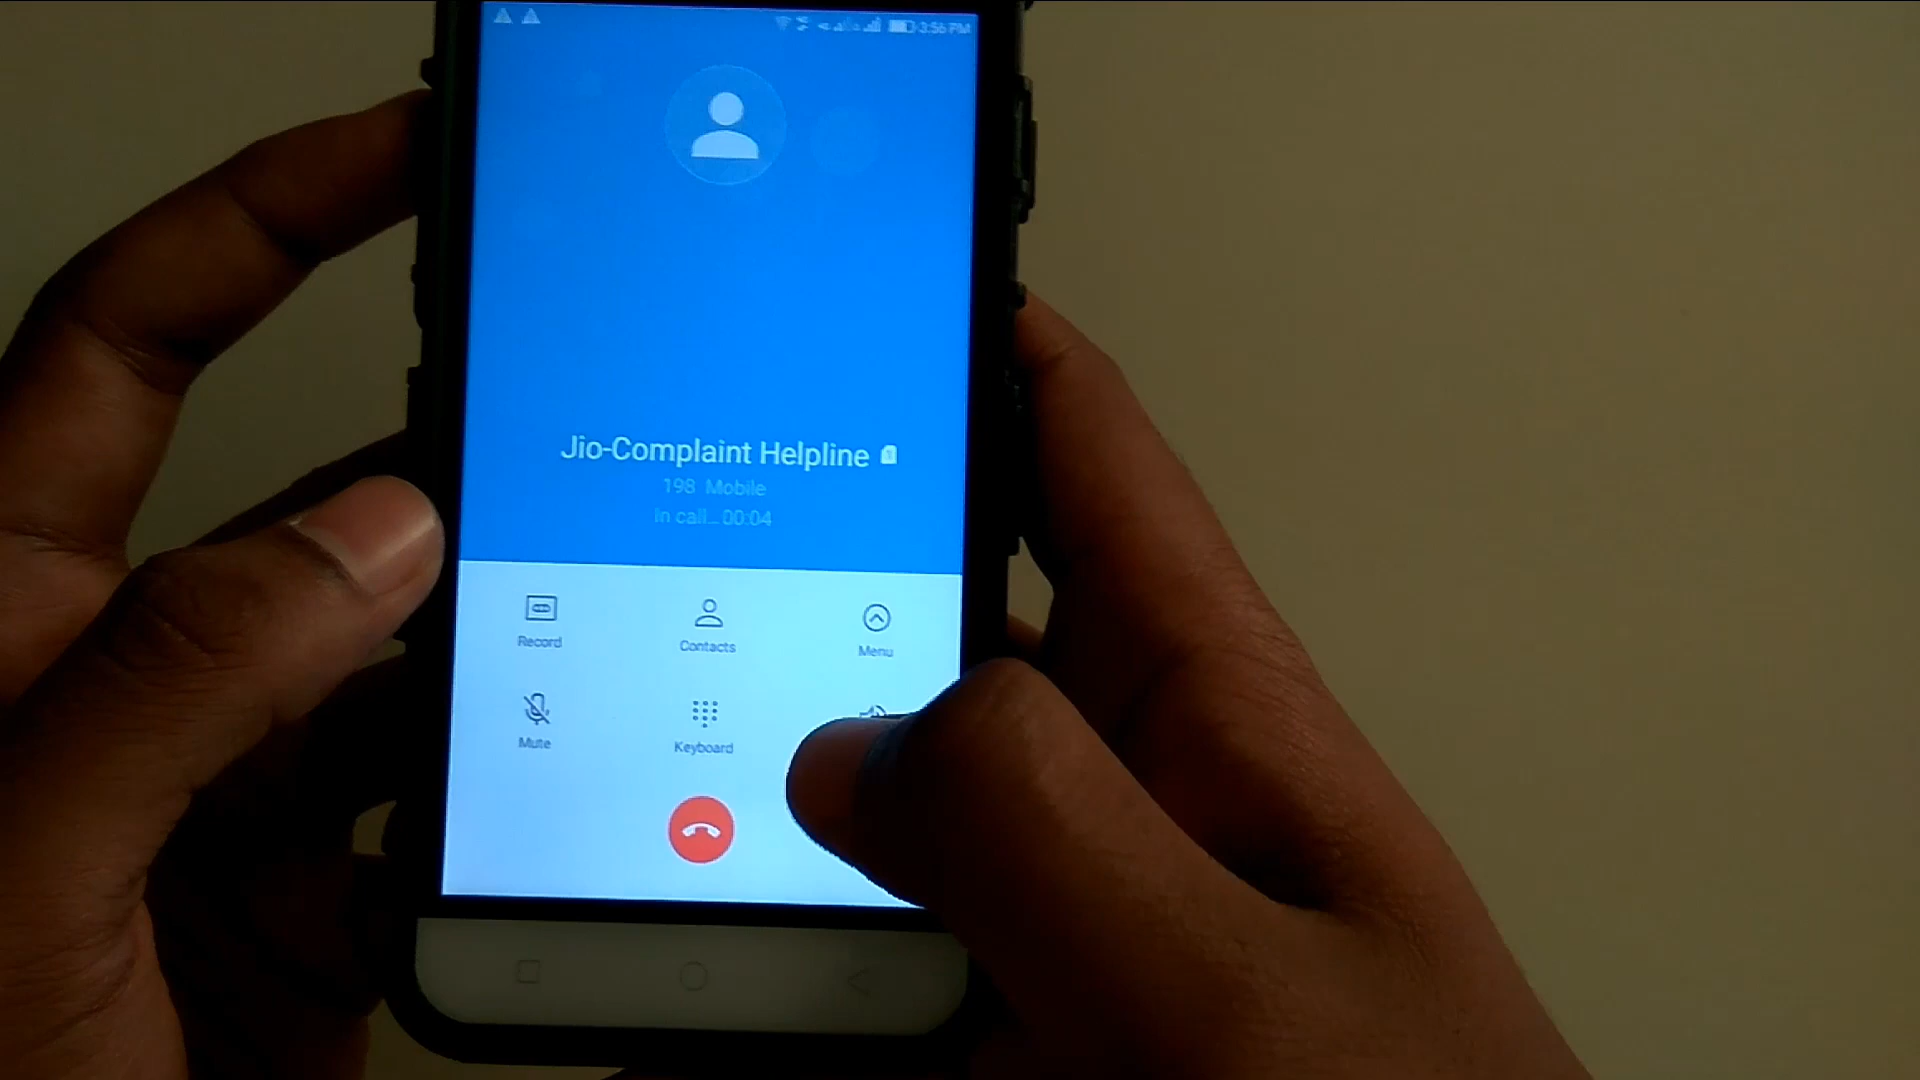 3:56 PM
Jio-Complaint Helpline
198 Mobile
In call...00:04
Record
Contacts
Menu
Mute
Keyboard